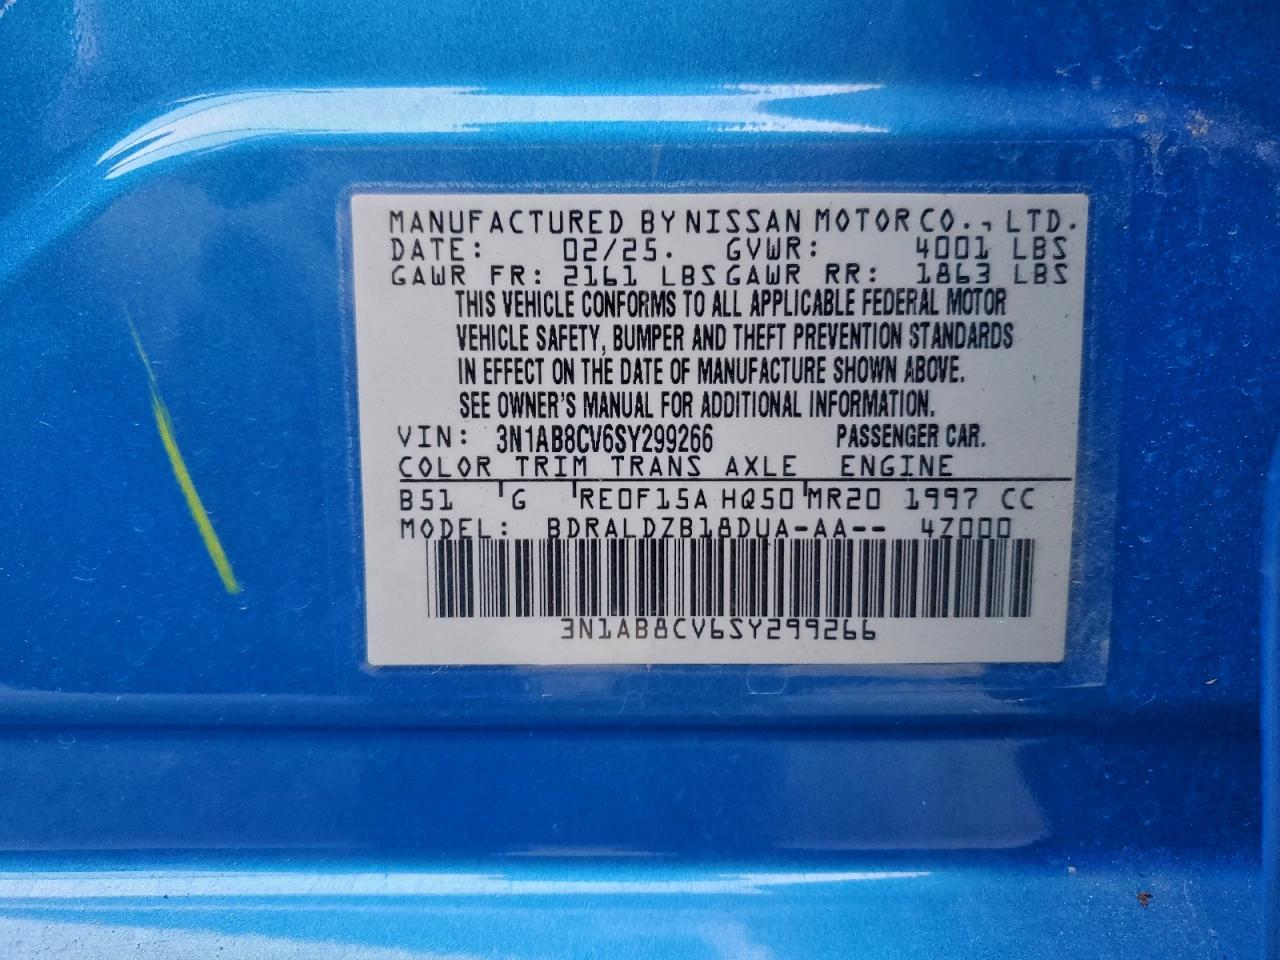 MANUFACTURED BY NISSAN MOTOR CO., LTD.
DATE: 02/25. GVWR: 4001 LBS
GAWR FR: 2161 LBS GAWR RR: 1863 LBS
THIS VEHICLE CONFORMS TO ALL APPLICABLE FEDERAL MOTOR
VEHICLE SAFETY, BUMPER AND THEFT PREVENTION STANDARDS
IN EFFECT ON THE DATE OF MANUFACTURE SHOWN ABOVE.
SEE OWNER'S MANUAL FOR ADDITIONAL INFORMATION.
VIN: 3N1AB8CV6SY299266 PASSENGER CAR.
COLOR TRIM TRANS AXLE ENGINE
B51 G RE0F15A HQ50 MR20 1997 CC
MODEL: BDRALDZB18DUA-AA-- 4Z000
3N1AB8CV6SY299266